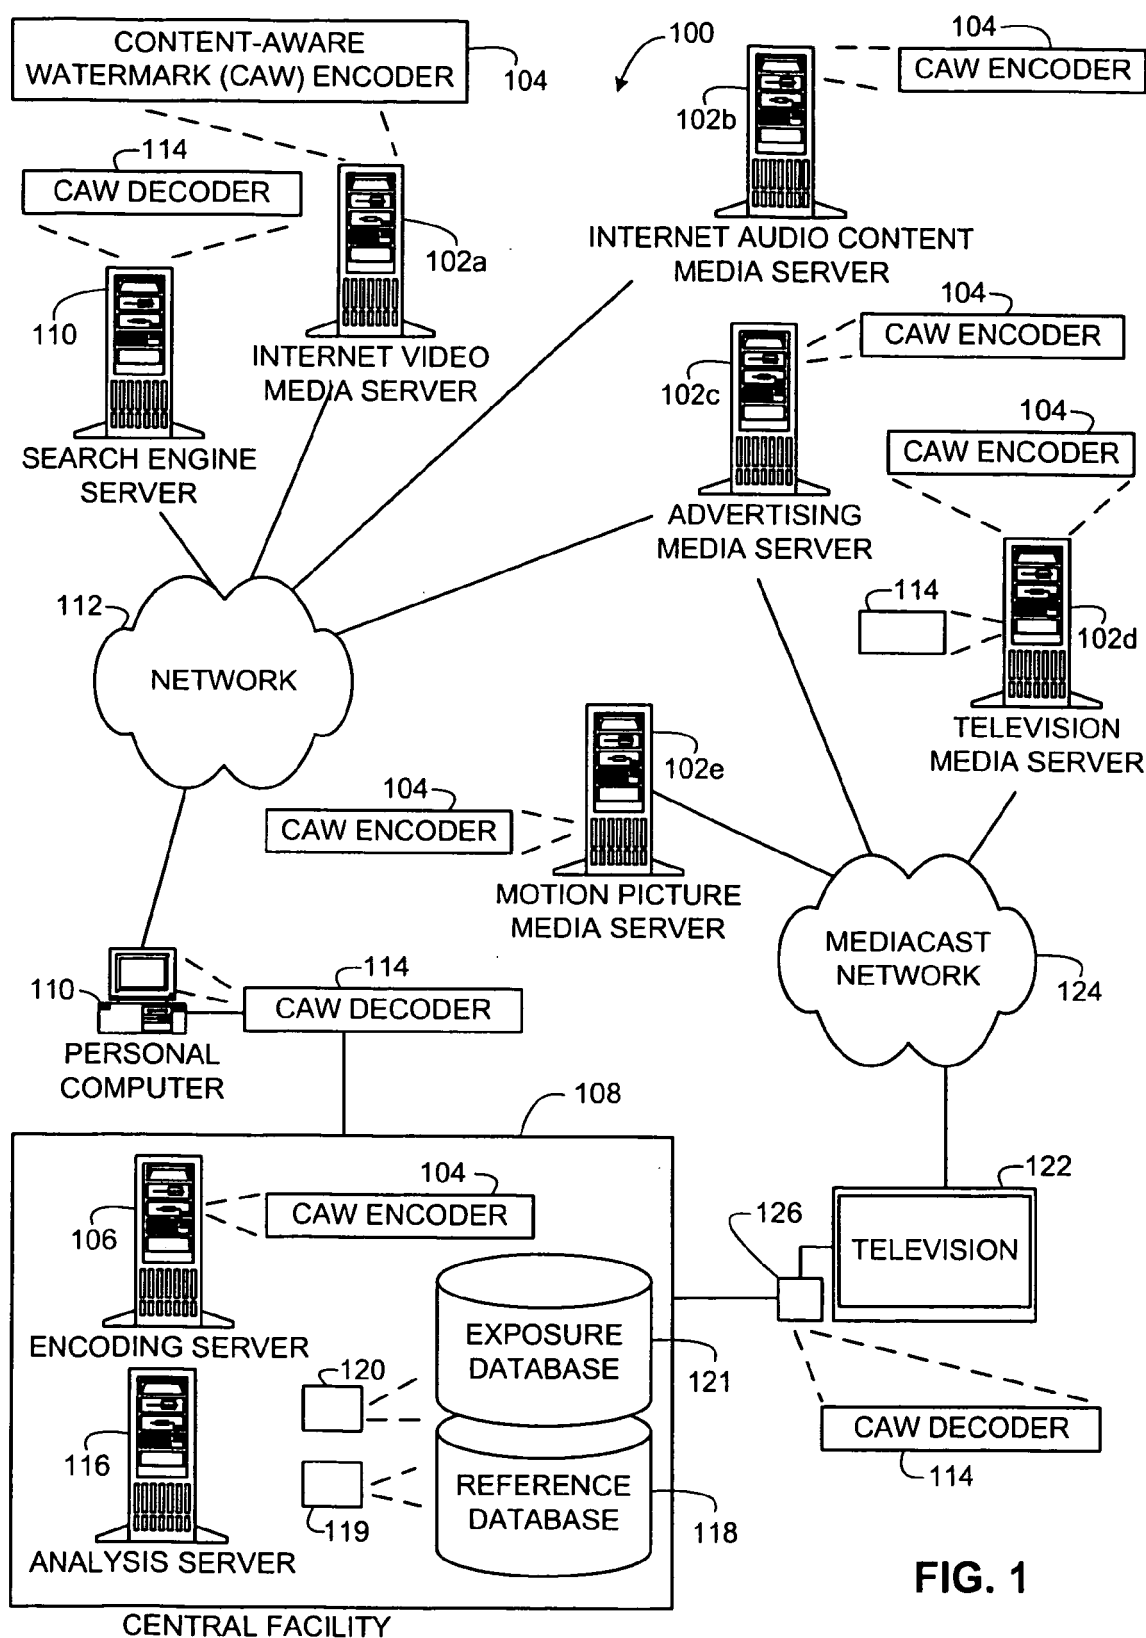 CONTENT-AWARE
WATERMARK (CAW) ENCODER
104
100
104
CAW ENCODER
102b
114
CAW DECODER
102a
INTERNET AUDIO CONTENT
MEDIA SERVER
110
INTERNET VIDEO
MEDIA SERVER
104
CAW ENCODER
102c
104
CAW ENCODER
SEARCH ENGINE
SERVER
ADVERTISING
MEDIA SERVER
112
114
102d
NETWORK
TELEVISION
MEDIA SERVER
102e
104
CAW ENCODER
MOTION PICTURE
MEDIA SERVER
MEDIACAST
NETWORK
124
110
114
CAW DECODER
PERSONAL
COMPUTER
108
104
CAW ENCODER
106
ENCODING SERVER
122
126
TELEVISION
EXPOSURE
DATABASE
121
120
CAW DECODER
114
116
119
REFERENCE
DATABASE
118
ANALYSIS SERVER
FIG. 1
CENTRAL FACILITY